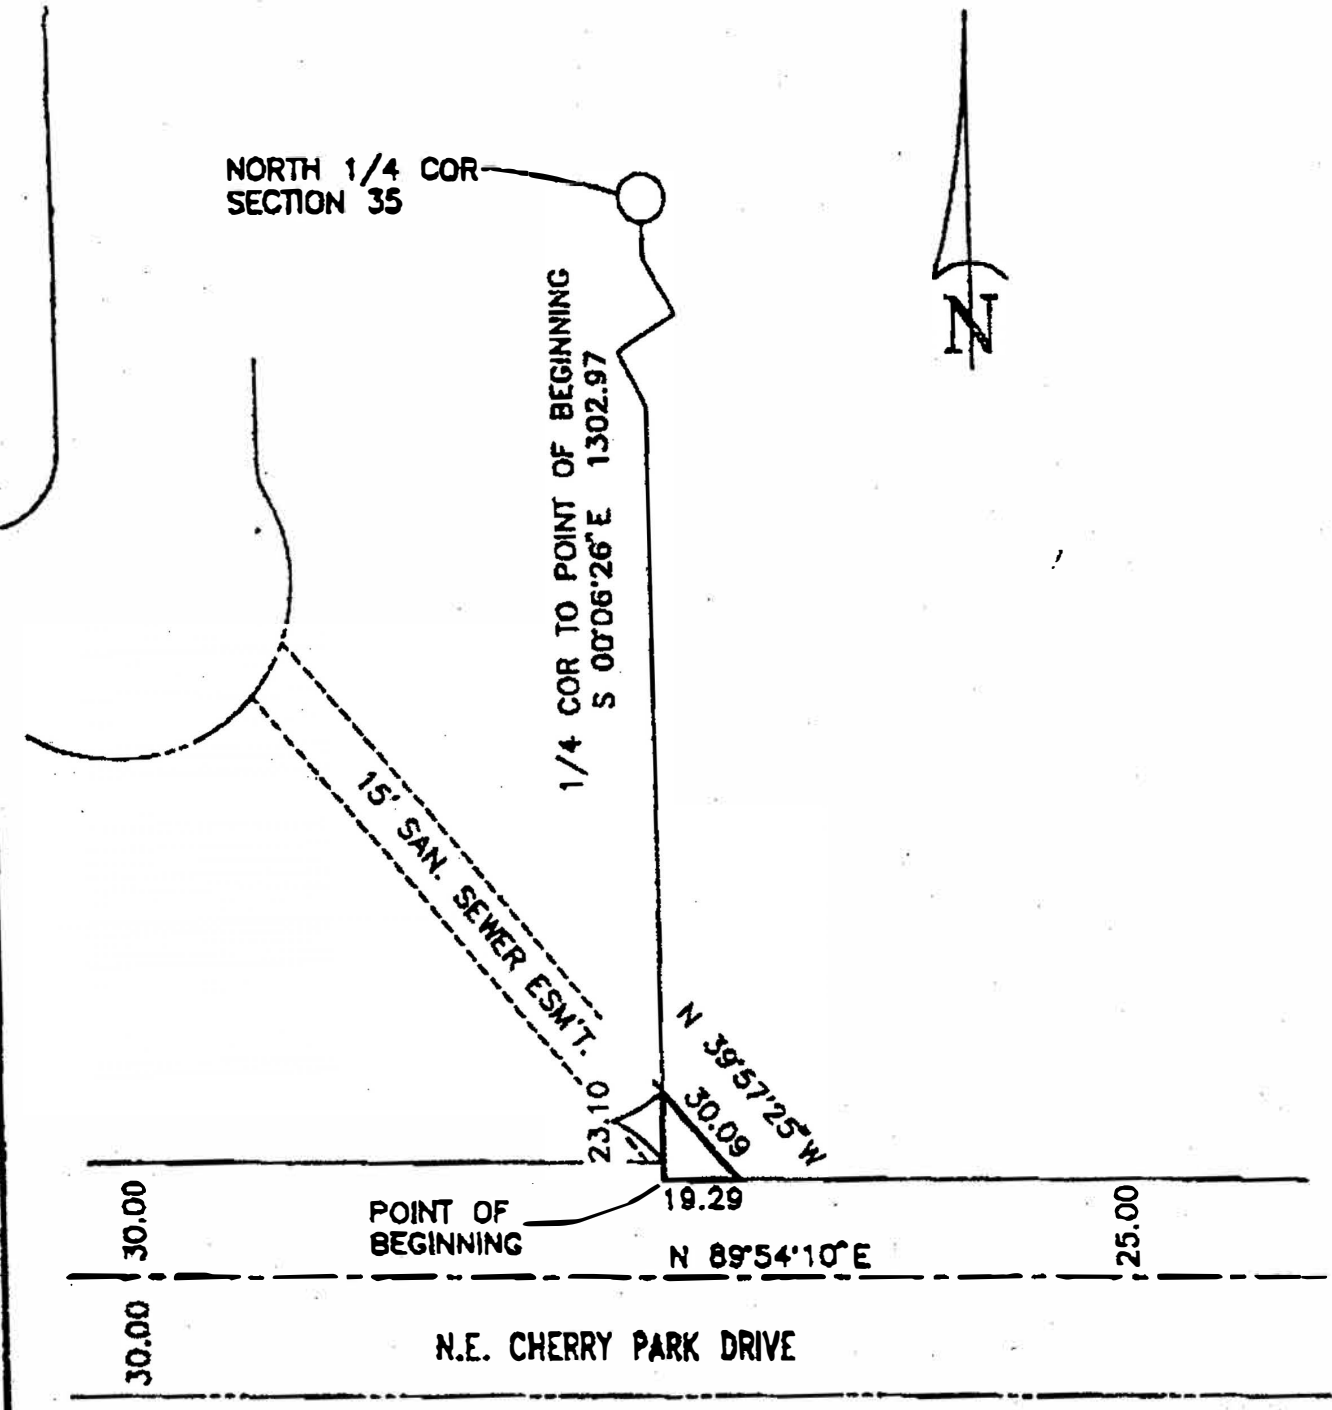 NORTH 1/4 COR
SECTION 35
N
1/4 COR TO POINT OF BEGINNING
S 00°06'26"E 1302.97
15' SAN. SEWER ESM'T.
N 39°57'25"W
30.09
23.10
19.29
POINT OF
BEGINNING
N 89°54'10"E
30.00
25.00
30.00
N.E. CHERRY PARK DRIVE